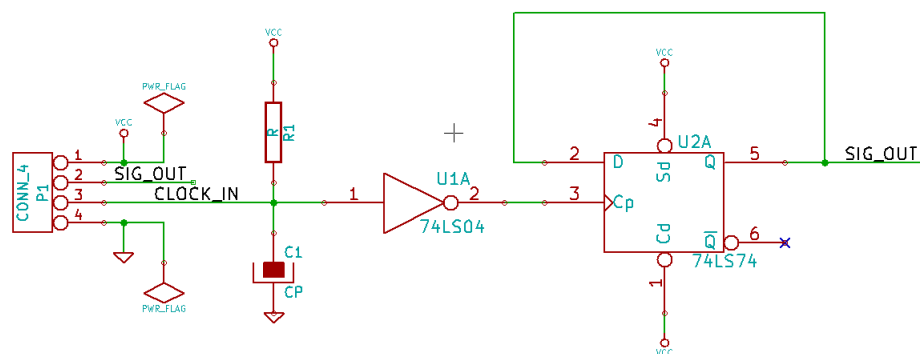 VCC
PWR_FLAG
VCC
VCC
4
U2A
R
R1
CONN_4
P1
1
2
3
4
SIG_OUT
CLOCK_IN
1
U1A
2
74LS04
2
D
Sd
Q
5
SIG_OUT
3
Cp
Cd
Q
6
74LS74
1
VCC
C1
CP
PWR_FLAG